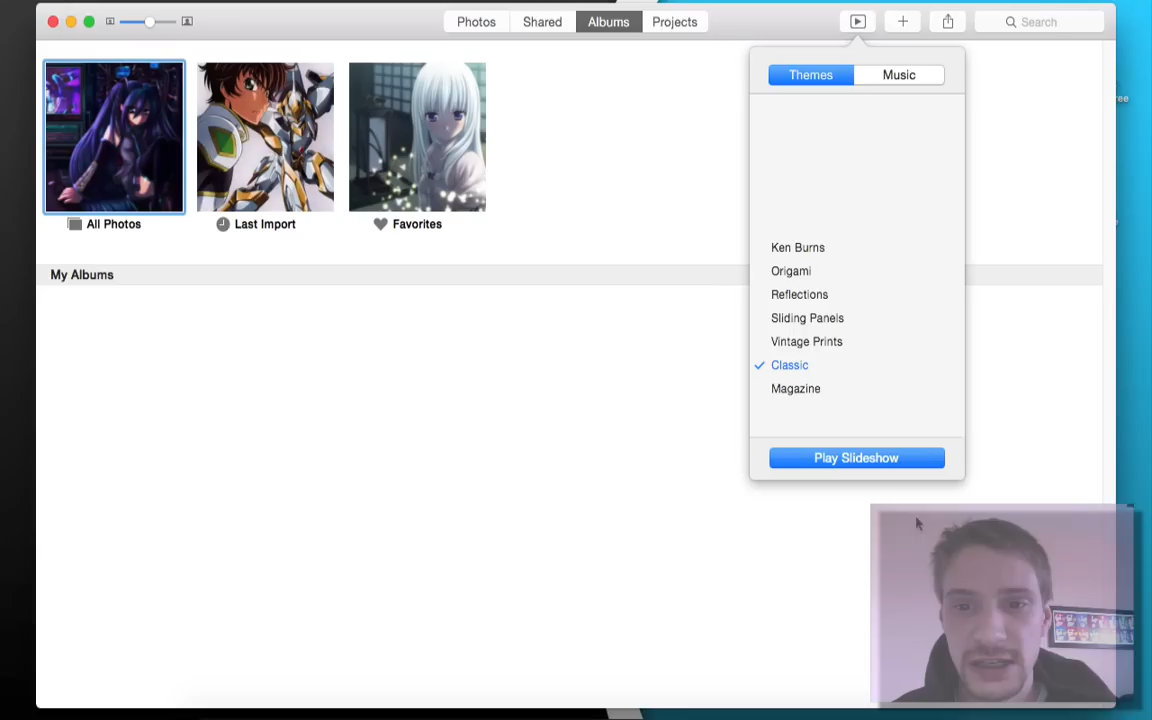 Photos
Shared
Albums
Projects
Search
Themes
Music
All Photos
Last Import
Favorites
Ken Burns
My Albums
Origami
Reflections
Sliding Panels
Vintage Prints
Classic
Magazine
Play Slideshow
ree